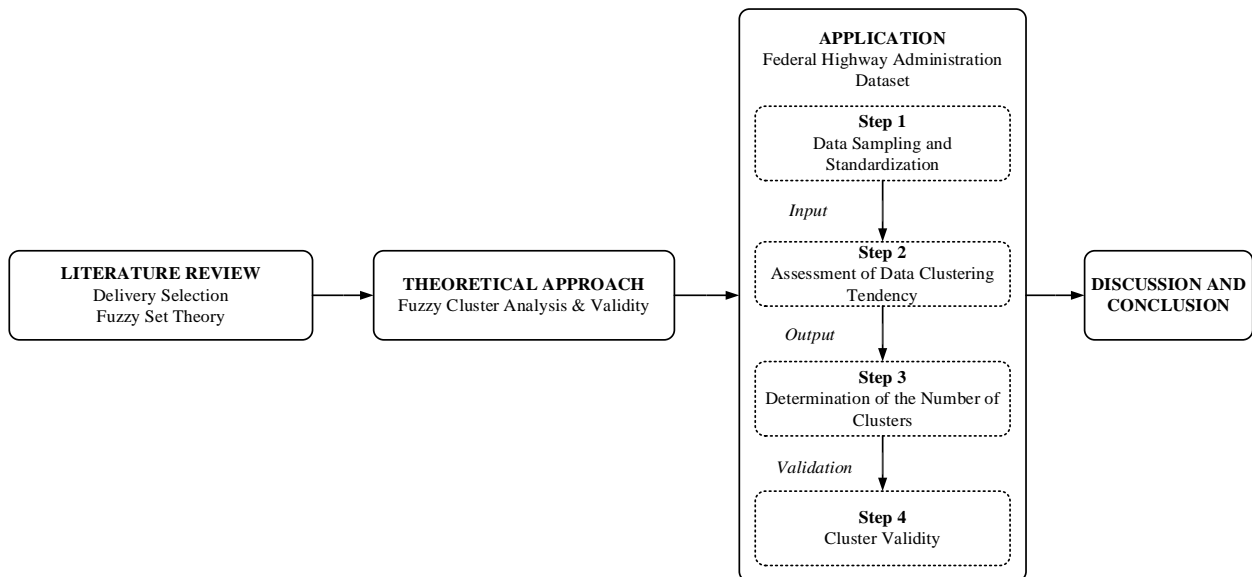 LITERATURE REVIEW
Delivery Selection
Fuzzy Set Theory
THEORETICAL APPROACH
Fuzzy Cluster Analysis & Validity
APPLICATION
Federal Highway Administration
Dataset
Step 1
Data Sampling and
Standardization
Input
Step 2
Assessment of Data Clustering
Tendency
Output
Step 3
Determination of the Number of
Clusters
Validation
Step 4
Cluster Validity
DISCUSSION AND
CONCLUSION